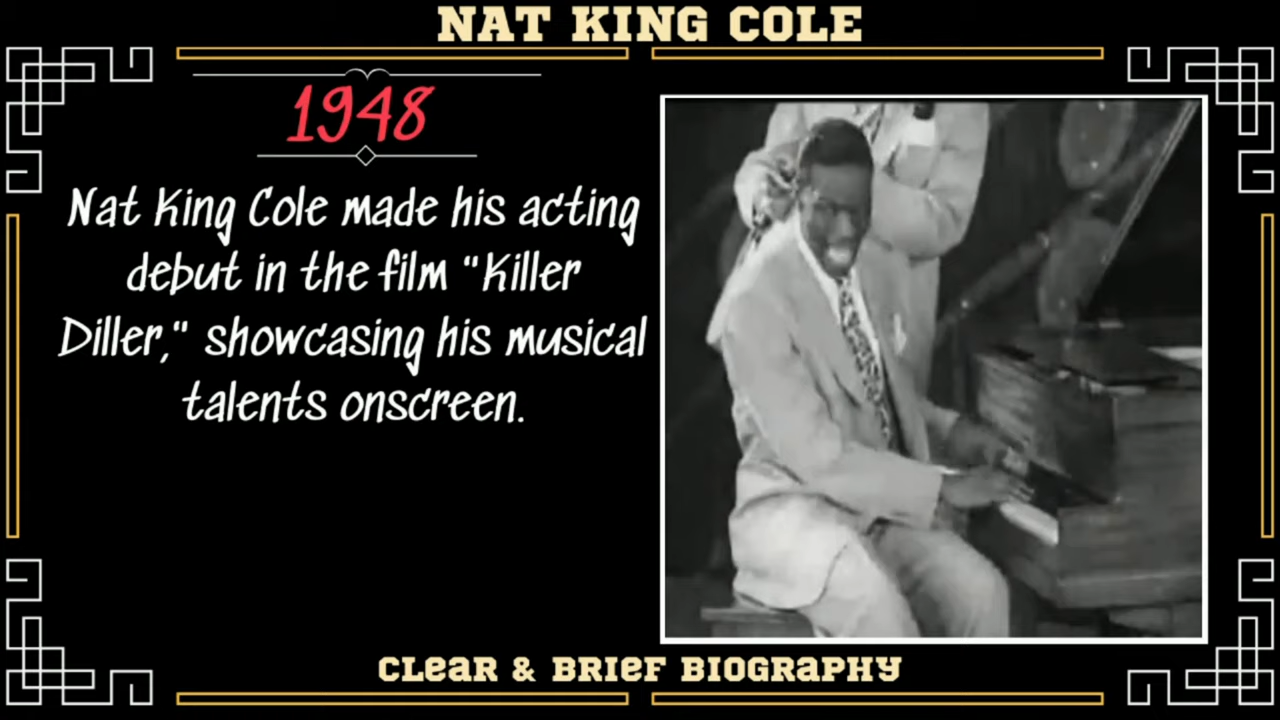 NAT KING COLE
1948
Nat King Cole made his acting
debut in the film "Killer
Diller," showcasing his musical
talents onscreen.
CLEAR & BRIEF BIOGRAPHY